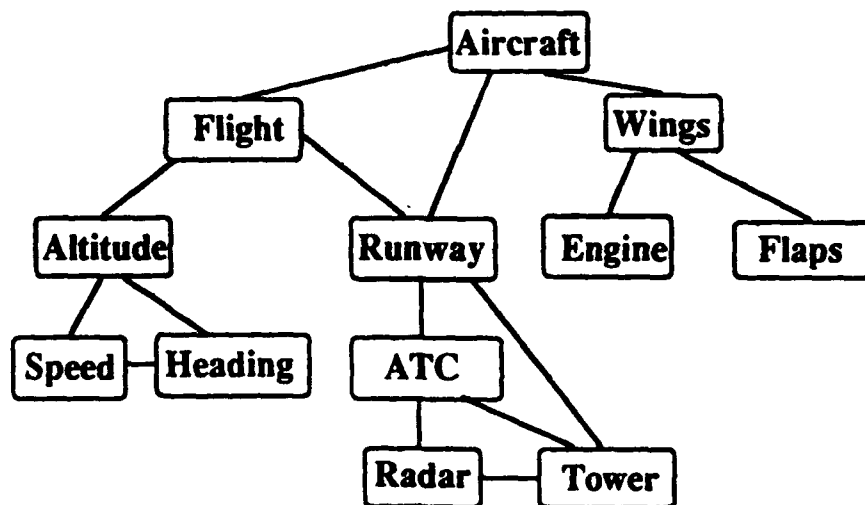 Aircraft
Flight
Wings
Altitude
Runway
Engine
Flaps
Speed
Heading
ATC
Radar
Tower